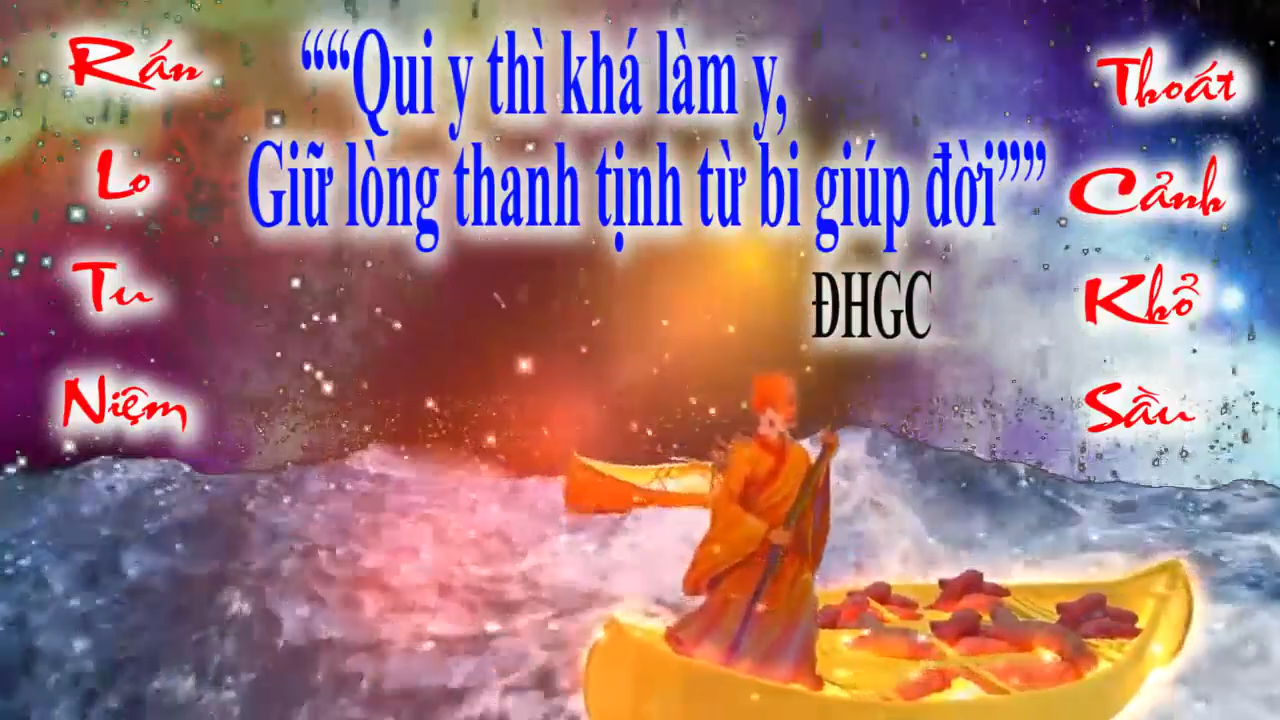 ““Qui y thì khá làm y,
Giữ lòng thanh tịnh từ bi giúp đời””
ĐHGC
Rấn
Lo
Tu
Niệm
Thoát
Cảnh
Khổ
Sầu